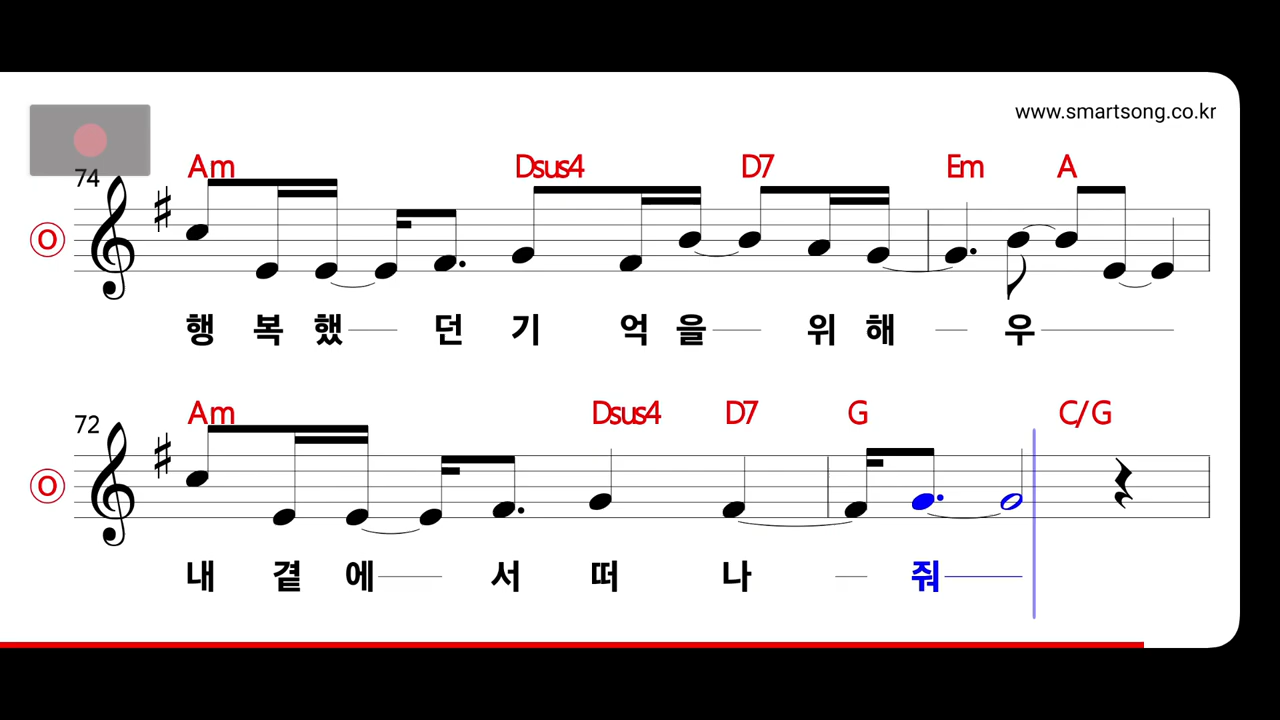 www.smartsong.co.kr
74
Am Dsus4 D7 Em A
O
행 복 했 던 기 억 을 위 해 우
72
Am Dsus4 D7 G C/G
O
내 곁 에 서 떠 나 줘